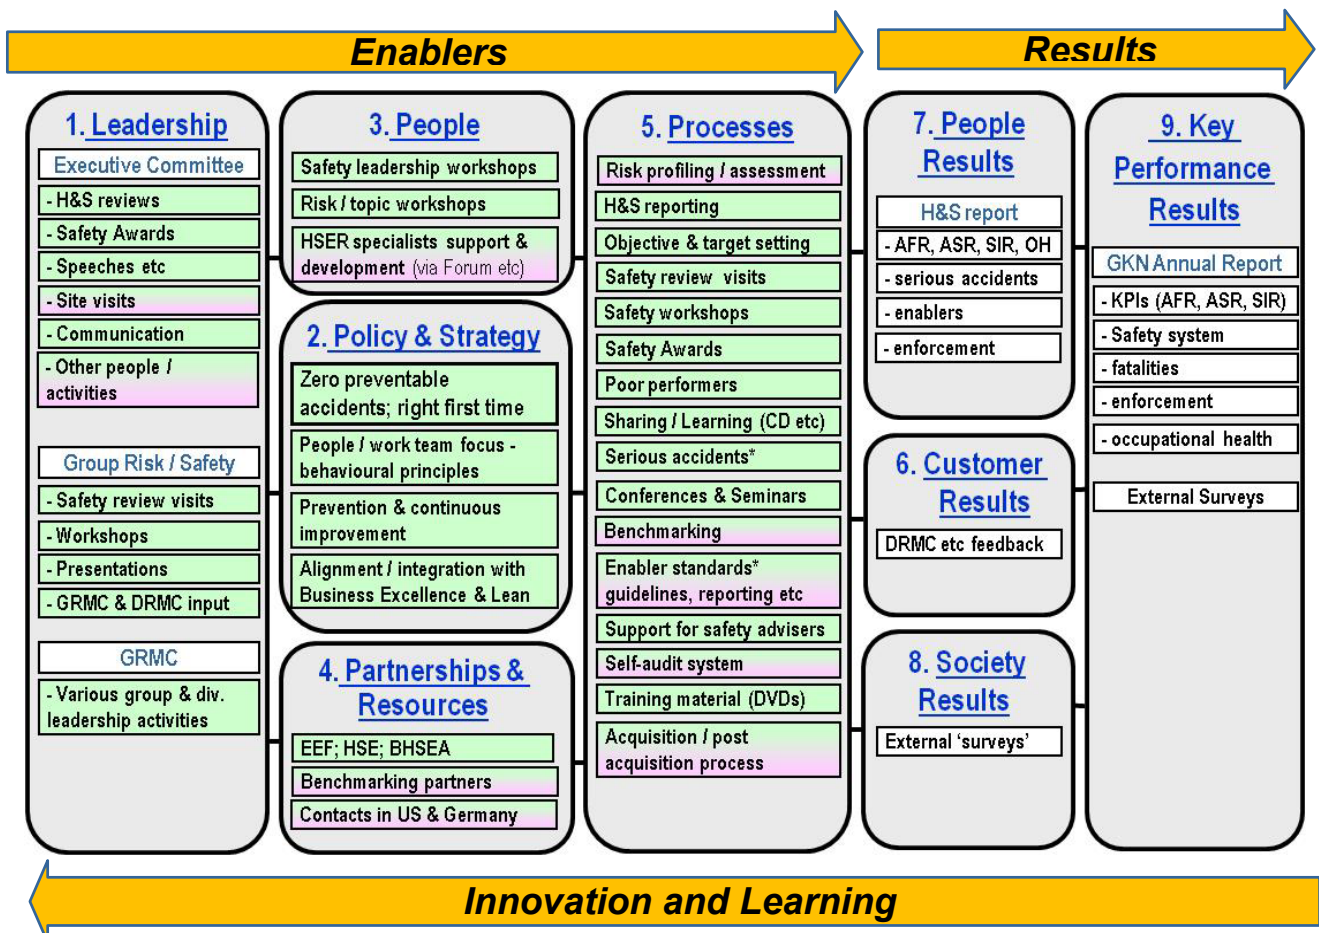 Enablers
Results
1. Leadership
Executive Committee
- H&S reviews
- Safety Awards
- Speeches etc
- Site visits
- Communication
- Other people /
activities
Group Risk / Safety
- Safety review visits
- Workshops
- Presentations
- GRMC & DRMC input
GRMC
- Various group & div.
leadership activities
3. People
Safety leadership workshops
Risk / topic workshops
HSER specialists support &
development (via Forum etc)
2. Policy & Strategy
Zero preventable
accidents; right first time
People / work team focus -
behavioural principles
Prevention & continuous
improvement
Alignment / integration with
Business Excellence & Lean
4. Partnerships &
Resources
EEF; HSE; BHSEA
Benchmarking partners
Contacts in US & Germany
5. Processes
Risk profiling / assessment
H&S reporting
Objective & target setting
Safety review visits
Safety workshops
Safety Awards
Poor performers
Sharing / Learning (CD etc)
Serious accidents*
Conferences & Seminars
Benchmarking
Enabler standards*
guidelines, reporting etc
Support for safety advisers
Self-audit system
Training material (DVDs)
Acquisition / post
acquisition process
7. People
Results
H&S report
- AFR, ASR, SIR, OH
- serious accidents
- enablers
- enforcement
6. Customer
Results
DRMC etc feedback
8. Society
Results
External ‘surveys’
9. Key
Performance
Results
GKN Annual Report
- KPIs (AFR, ASR, SIR)
- Safety system
- fatalities
- enforcement
- occupational health
External Surveys
Innovation and Learning